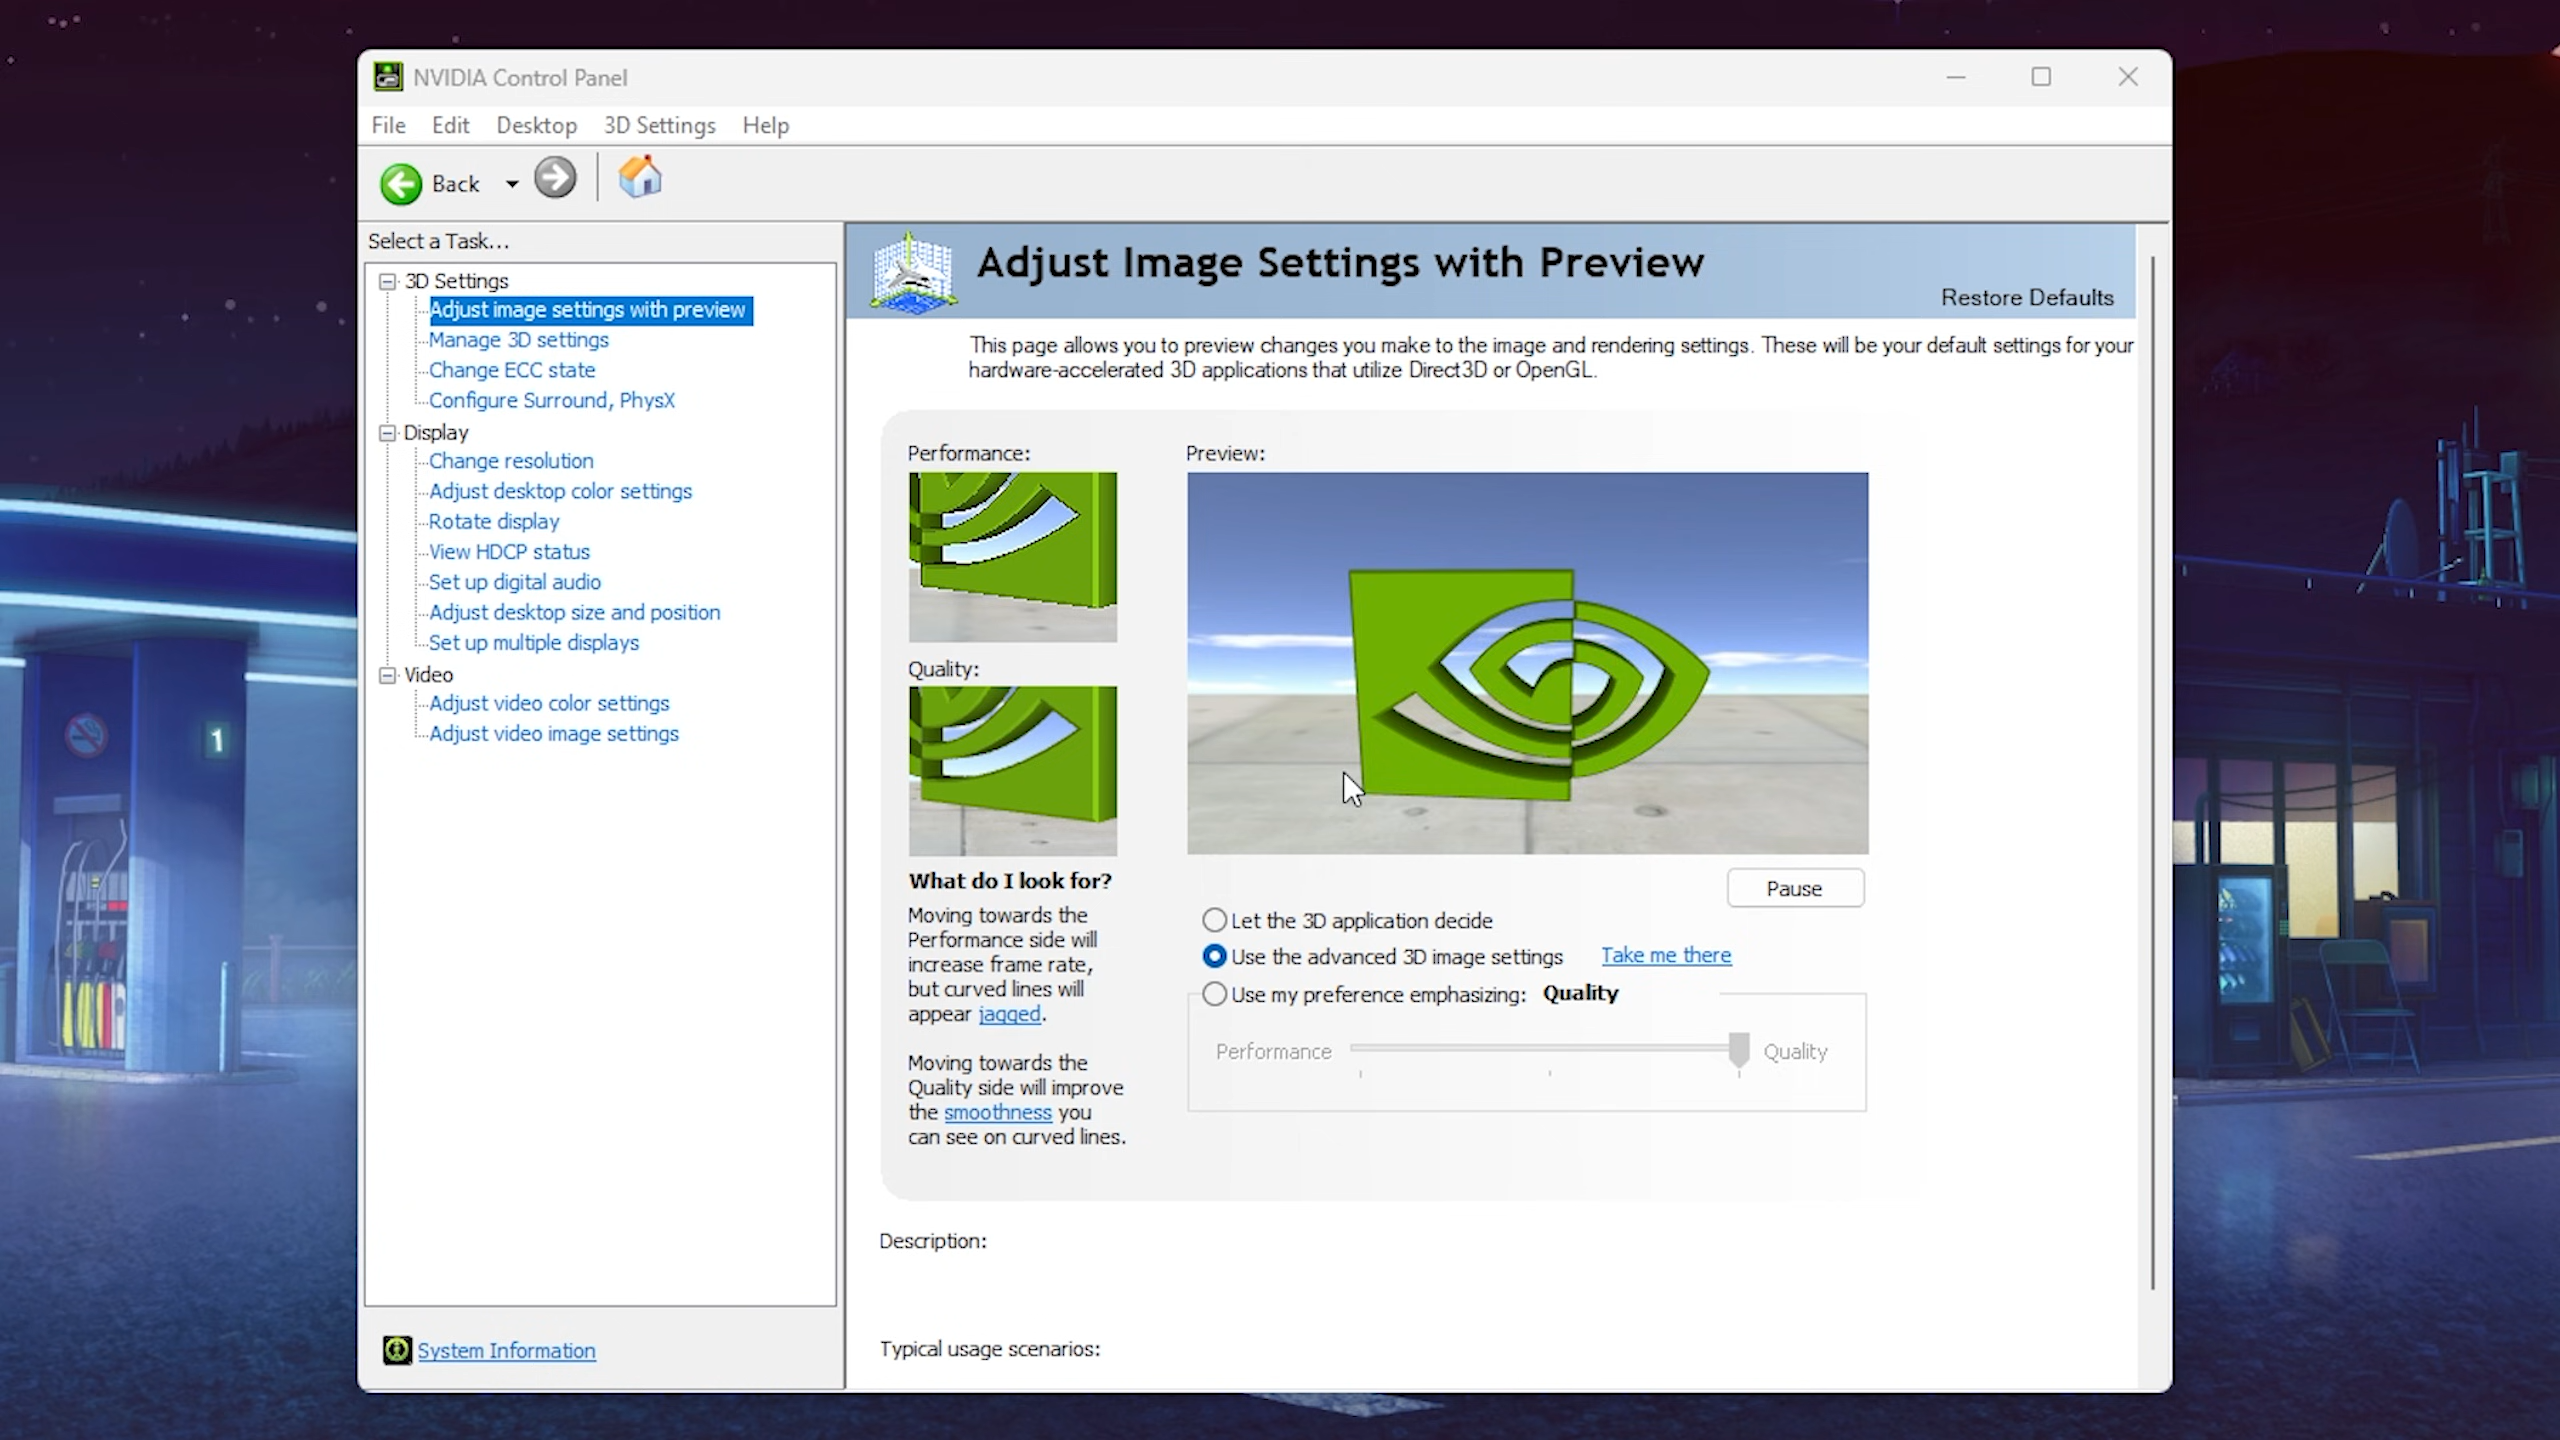 NVIDIA Control Panel
File Edit Desktop 3D Settings Help
Back
Select a Task...
3D Settings
Adjust image settings with preview
Manage 3D settings
Change ECC state
Configure Surround, PhysX
Display
Change resolution
Adjust desktop color settings
Rotate display
View HDCP status
Set up digital audio
Adjust desktop size and position
Set up multiple displays
Video
Adjust video color settings
Adjust video image settings
System Information
Adjust Image Settings with Preview
Restore Defaults
This page allows you to preview changes you make to the image and rendering settings. These will be your default settings for your
hardware-accelerated 3D applications that utilize Direct3D or OpenGL.
Performance:
Quality:
What do I look for?
Moving towards the
Performance side will
increase frame rate,
but curved lines will
appear jagged.
Moving towards the
Quality side will improve
the smoothness you
can see on curved lines.
Preview:
Pause
Let the 3D application decide
Use the advanced 3D image settings Take me there
Use my preference emphasizing: Quality
Performance Quality
Description:
Typical usage scenarios:
1